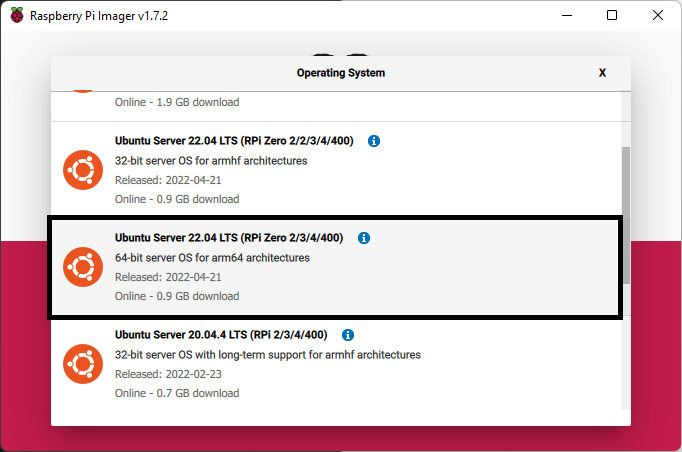 Raspberry Pi Imager v1.7.2
Operating System
X
Online - 1.9 GB download
Ubuntu Server 22.04 LTS (RPi Zero 2/2/3/4/400)
32-bit server OS for armhf architectures
Released: 2022-04-21
Online - 0.9 GB download
Ubuntu Server 22.04 LTS (RPi Zero 2/3/4/400)
64-bit server OS for arm64 architectures
Released: 2022-04-21
Online - 0.9 GB download
Ubuntu Server 20.04.4 LTS (RPi 2/3/4/400)
32-bit server OS with long-term support for armhf architectures
Released: 2022-02-23
Online - 0.7 GB download